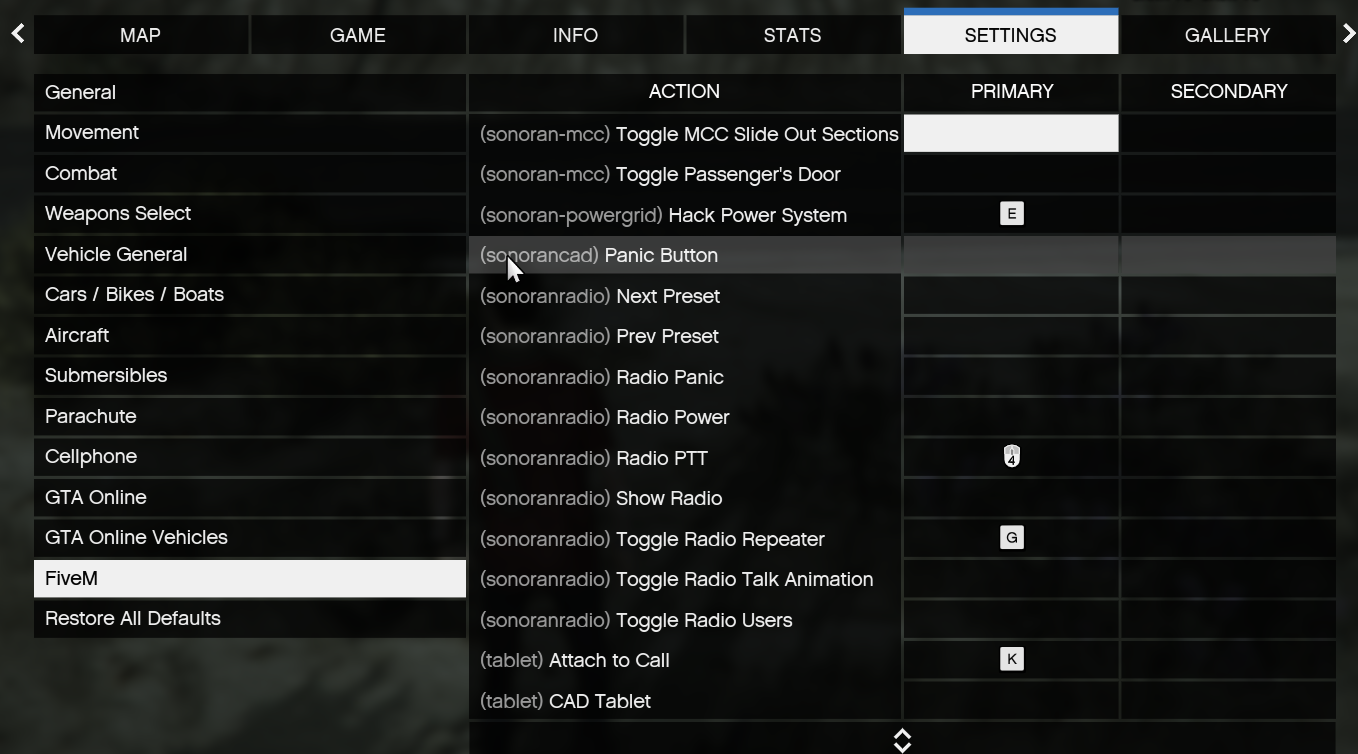 MAP GAME INFO STATS SETTINGS GALLERY
General
Movement
Combat
Weapons Select
Vehicle General
Cars / Bikes / Boats
Aircraft
Submersibles
Parachute
Cellphone
GTA Online
GTA Online Vehicles
FiveM
Restore All Defaults
ACTION PRIMARY SECONDARY
(sonoran-mcc) Toggle MCC Slide Out Sections
(sonoran-mcc) Toggle Passenger's Door
(sonoran-powergrid) Hack Power System E
(sonorancad) Panic Button
(sonoranradio) Next Preset
(sonoranradio) Prev Preset
(sonoranradio) Radio Panic
(sonoranradio) Radio Power
(sonoranradio) Radio PTT 4
(sonoranradio) Show Radio
(sonoranradio) Toggle Radio Repeater G
(sonoranradio) Toggle Radio Talk Animation
(sonoranradio) Toggle Radio Users
(tablet) Attach to Call K
(tablet) CAD Tablet